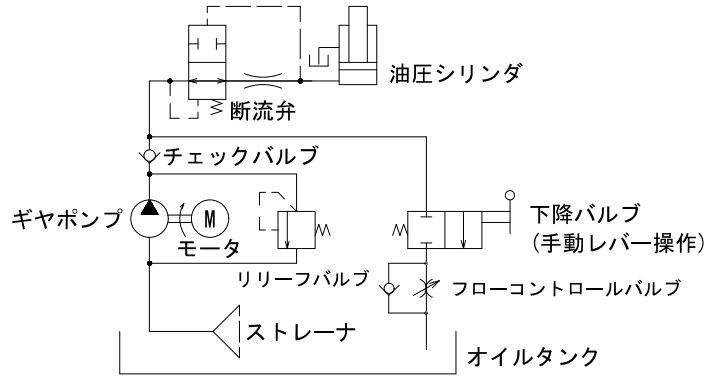 油圧シリンダ
断流弁
チェックバルブ
ギヤポンプ
M
モータ
下降バルブ
(手動レバー操作)
リリーフバルブ
フローコントロールバルブ
ストレーナ
オイルタンク